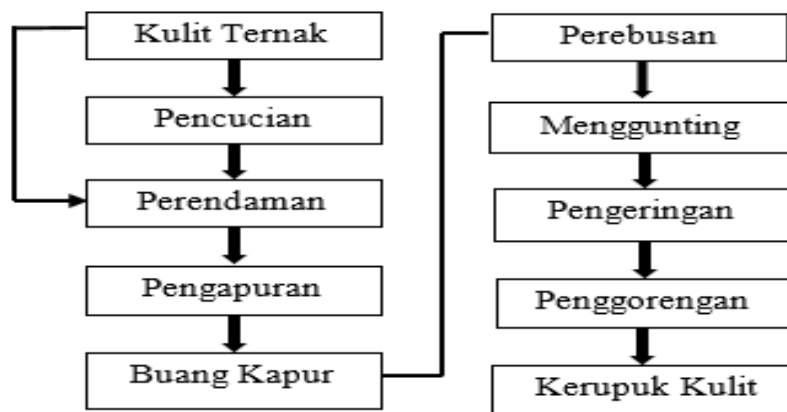 Kulit Ternak
Pencucian
Perendaman
Pengapuran
Buang Kapur
Perebusan
Menggunting
Pengeringan
Penggorengan
Kerupuk Kulit